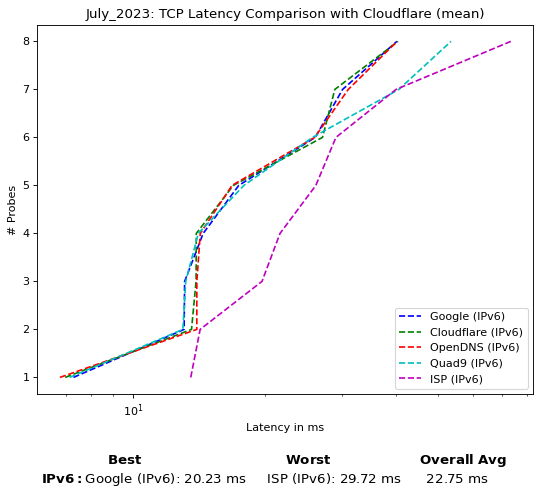 July_2023: TCP Latency Comparison with Cloudflare (mean)
8
7
6
5
4
3
2
1
# Probes
Google (IPv6)
Cloudflare (IPv6)
OpenDNS (IPv6)
Quad9 (IPv6)
ISP (IPv6)
10¹
Latency in ms
Best Worst Overall Avg
IPv6: Google (IPv6): 20.23 ms ISP (IPv6): 29.72 ms 22.75 ms